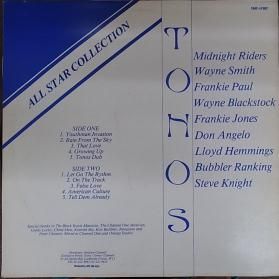 ALL STAR COLLECTION
TONOS
Midnight Riders
Wayne Smith
Frankie Paul
Wayne Blackstock
Frankie Jones
Don Angelo
Lloyd Hemmings
Bubbler Ranking
Steve Knight
SIDE ONE
1. Youthman Invasion
2. Rain From The Sky
3. That Love
4. Growing Up
5. Tonos Dub
SIDE TWO
1. Let Go The Rythm
2. On The Track
3. False Love
4. American Culture
5. Tell Dem Already